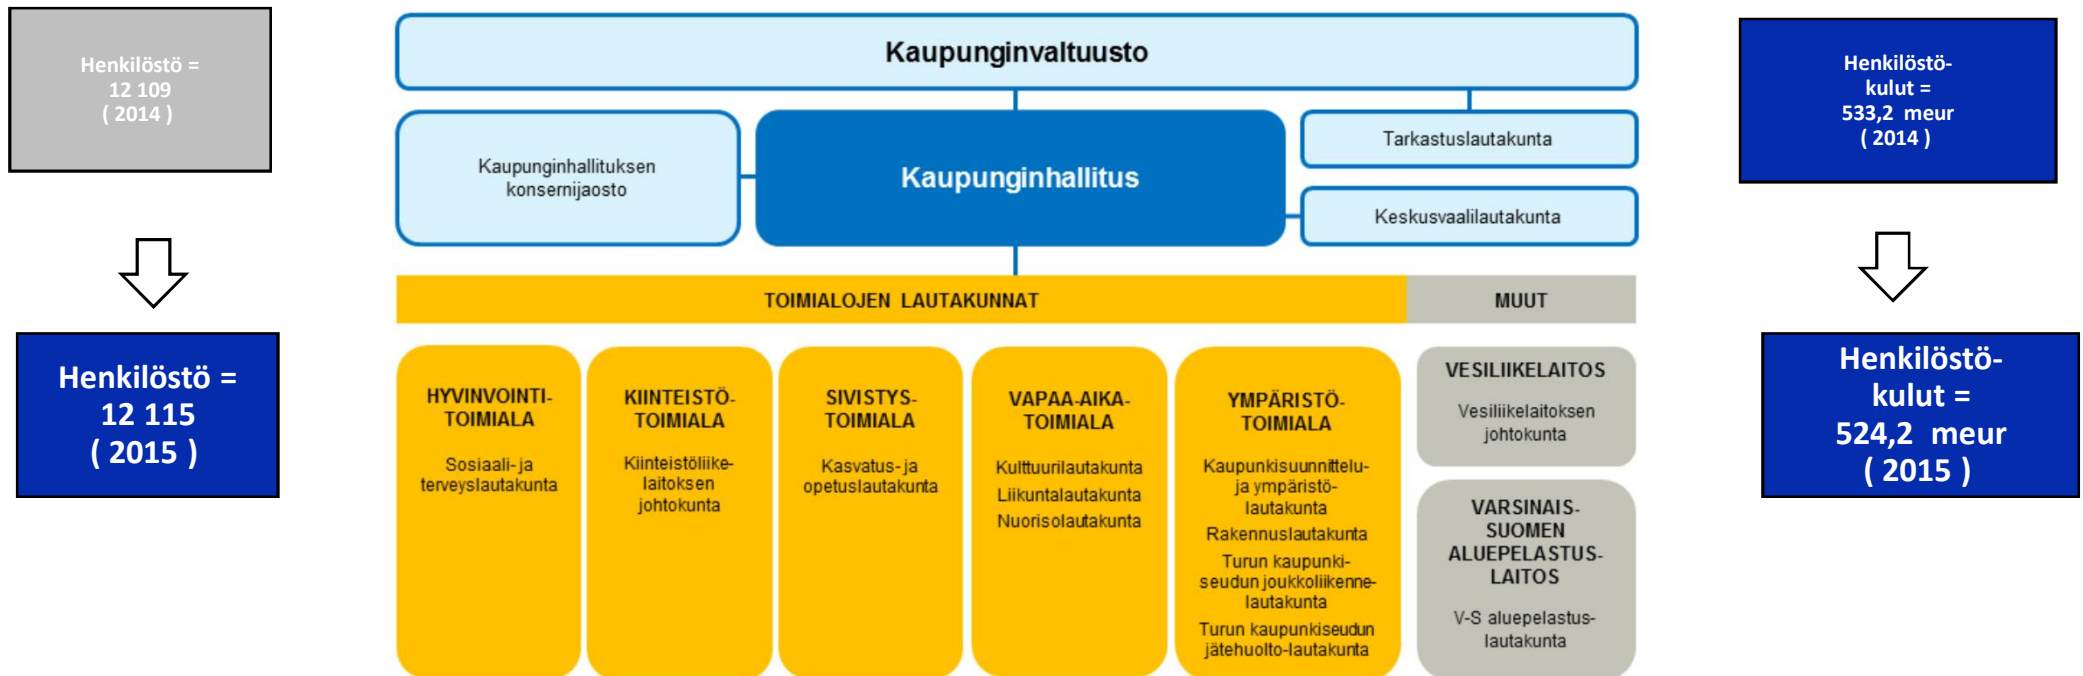 Henkilöstö =
12 109
( 2014 )
Henkilöstö =
12 115
( 2015 )
Kaupunginvaltuusto
Kaupunginhallituksen
konsernijaosto
Kaupunginhallitus
Tarkastuslautakunta
Keskusvaalilautakunta
TOIMIALOJEN LAUTAKUNNAT
MUUT
HYVINVOINTI-
TOIMIALA
Sosiaali- ja
terveyslautakunta
KIINTEISTÖ-
TOIMIALA
Kiinteistöliike-
laitoksen
johtokunta
SIVISTYS-
TOIMIALA
Kasvatus- ja
opetuslautakunta
VAPAA-AIKA-
TOIMIALA
Kulttuurilautakunta
Liikuntalautakunta
Nuorisolautakunta
YMPÄRISTÖ-
TOIMIALA
Kaupunkisuunnittelu-
ja ympäristö-
lautakunta
Rakennuslautakunta
Turun kaupunki-
seudun joukkoliikenne-
lautakunta
Turun kaupunkiseudun
jätehuolto-lautakunta
VESILIIKELAITOS
Vesiliikelaitoksen
johtokunta
VARSINAIS-
SUOMEN
ALUEPELASTUS-
LAITOS
V-S aluepelastus-
lautakunta
Henkilöstö-
kulut =
533,2 meur
( 2014 )
Henkilöstö-
kulut =
524,2 meur
( 2015 )